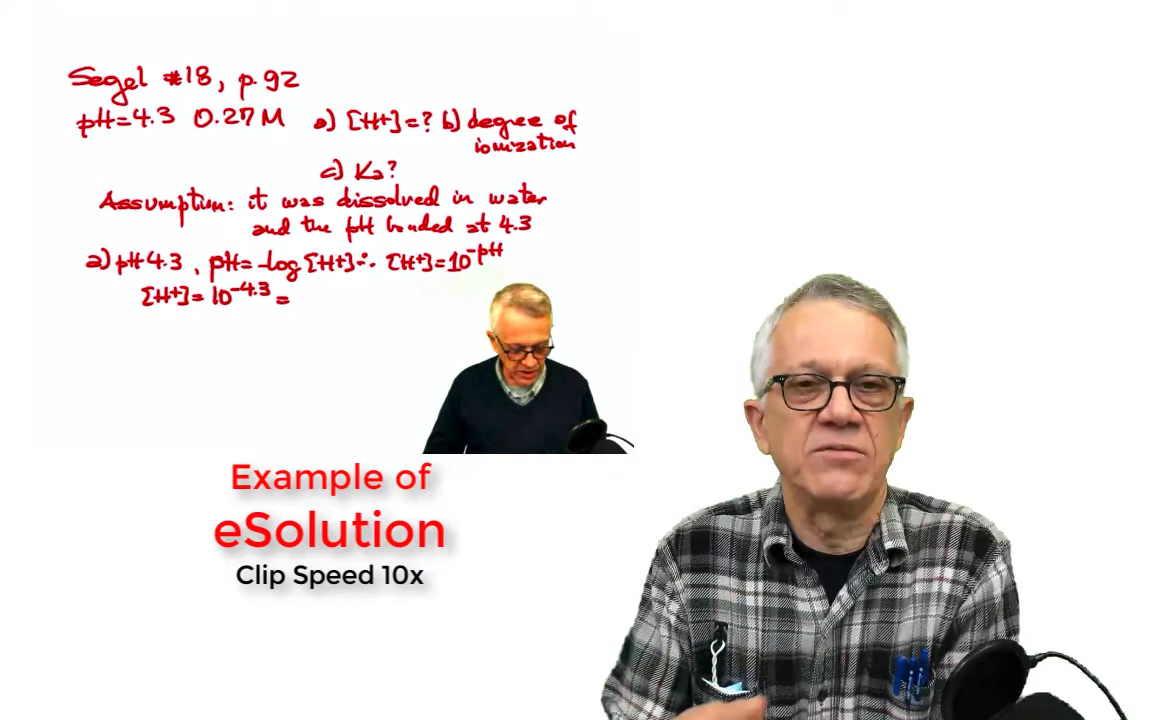 Segel #18, p.92
pH=4.3 0.27M a) [H+]=? b) degree of
ionization
c) Ka?
Assumption: it was dissolved in water
and the pH landed at 4.3
a) pH 4.3, pH=-log[H+]∴ [H+]=10^-pH
[H+]=10^-4.3 =
Example of
eSolution
Clip Speed 10x